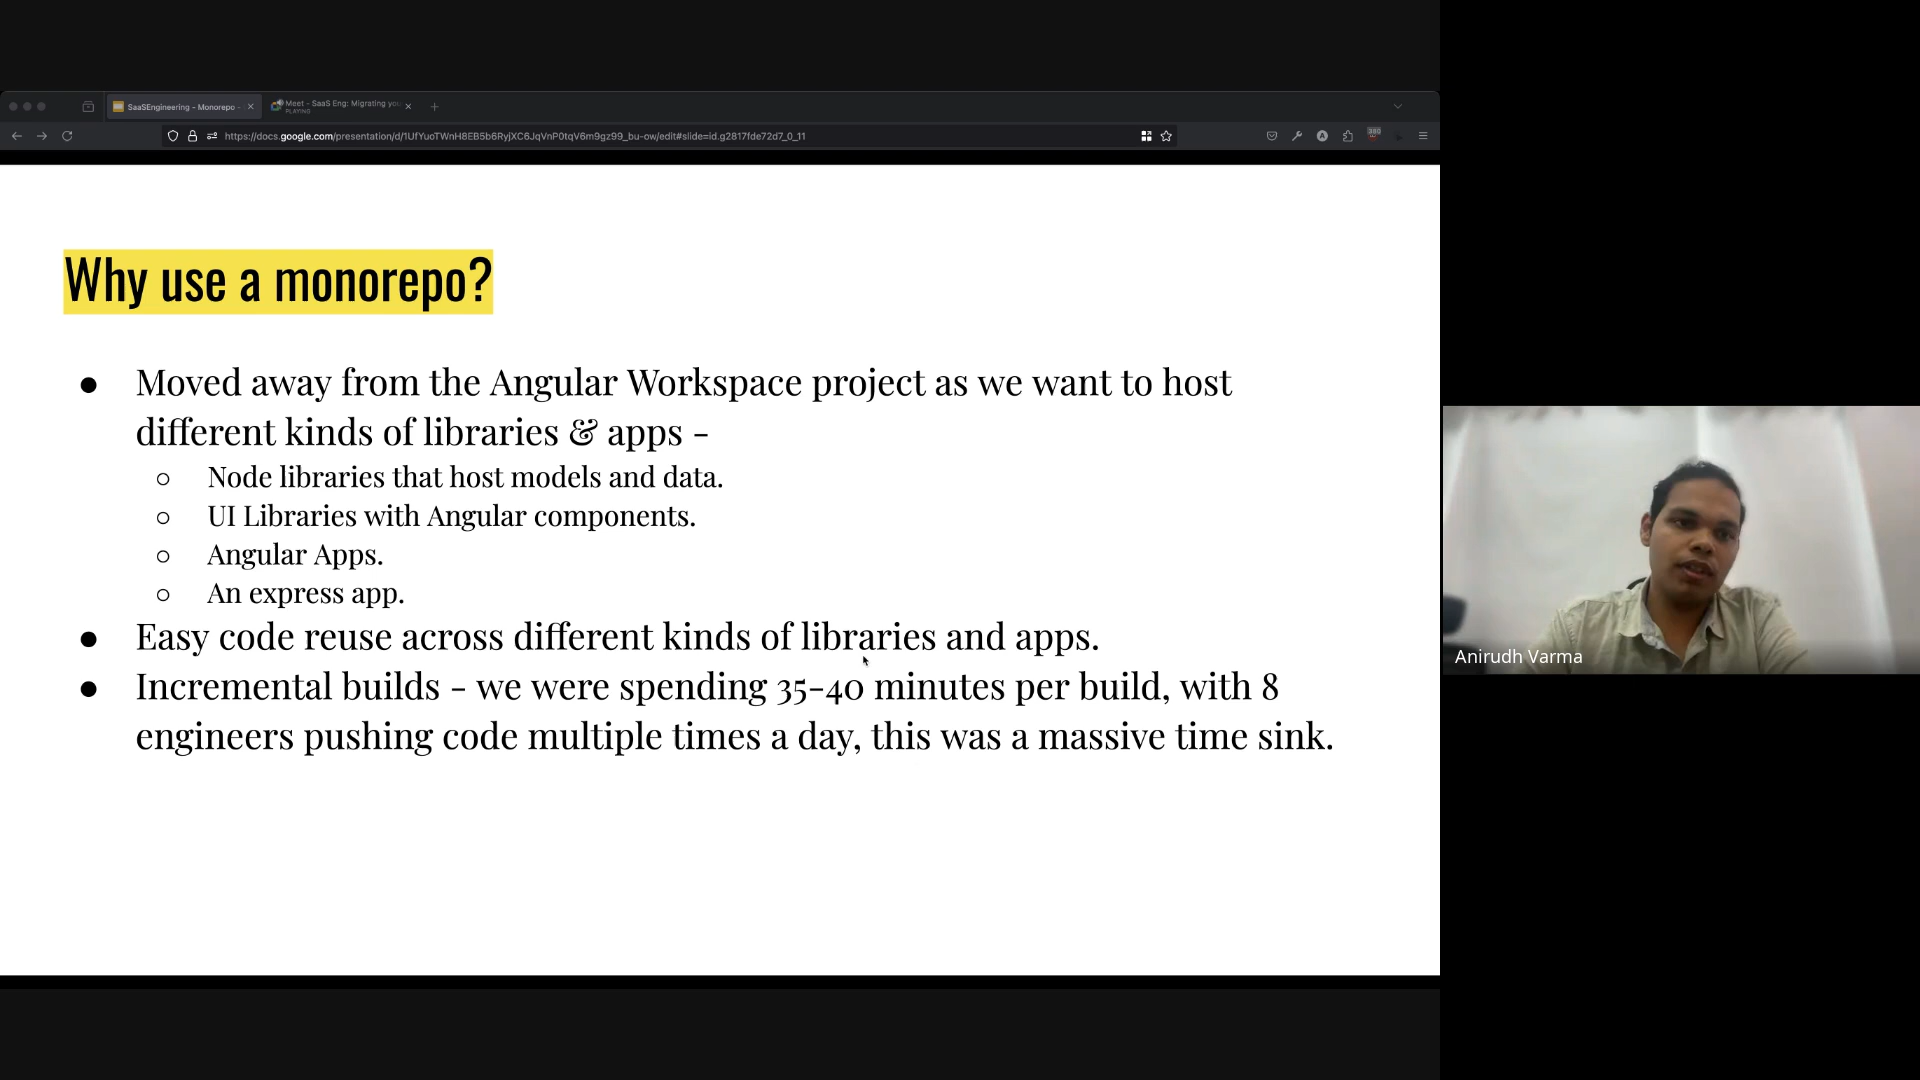 SaaSEngineering - Monorepo -
Meet - SaaS Eng: Migrating you
PLAYING
https://docs.google.com/presentation/d/1UfYuoTWnH8EB5b6RyjXC6JqVnP0tqV6m9gz99_bu-ow/edit#slide=id.g2817fde72d7_0_11
380
Why use a monorepo?
● Moved away from the Angular Workspace project as we want to host
different kinds of libraries & apps -
○ Node libraries that host models and data.
○ UI Libraries with Angular components.
○ Angular Apps.
○ An express app.
● Easy code reuse across different kinds of libraries and apps.
● Incremental builds - we were spending 35-40 minutes per build, with 8
engineers pushing code multiple times a day, this was a massive time sink.
Anirudh Varma